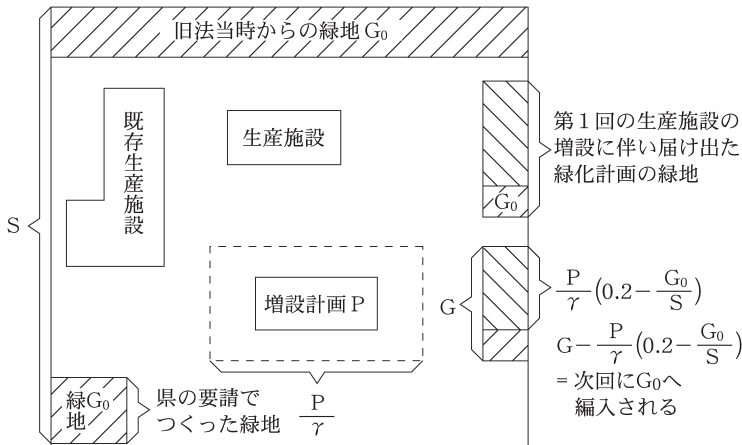 旧法当時からの緑地 G₀
S
既存生産施設
生産施設
第１回の生産施設の
増設に伴い届け出た
緑化計画の緑地
G₀
増設計画 P
G
P/γ (0.2− G₀/S)
G− P/γ (0.2− G₀/S)
= 次回にG₀へ
編入される
緑地 G₀
県の要請で
つくった緑地
P/γ